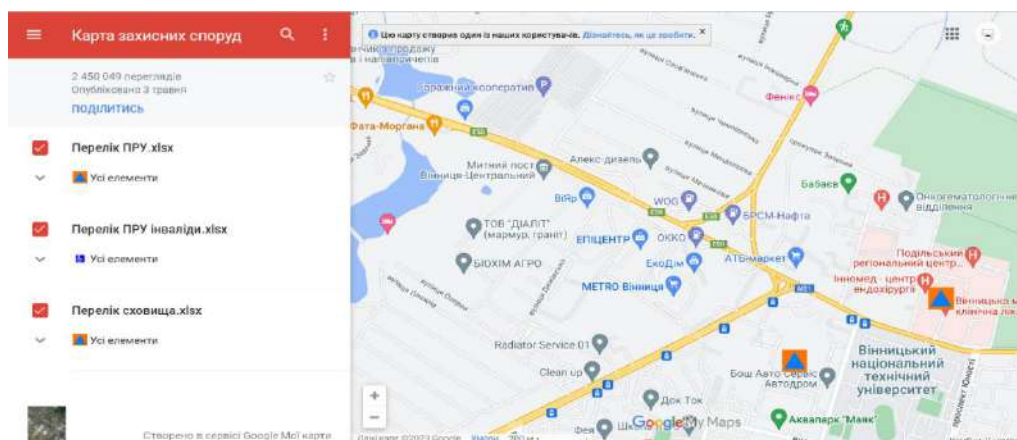 Карта захисних споруд
2 450 049 переглядів
Опубліковано 3 травня
ПОДІЛИТИСЬ
Перелік ПРУ.xlsx
Усі елементи
Перелік ПРУ інваліди.xlsx
Усі елементи
Перелік сховища.xlsx
Усі елементи
Створено в сервісі Google Мої карти
Цю карту створив один із наших користувачів. Дізнайтесь, як це зробити.
Гаражний кооператив
Фата-Моргана
Митний пост
Вінниця-Центральний
Алекс-дизель
Фенікс
Бабаєв
Онкогематологічне
відділення
ВіЯр
WOG
БРСМ-Нафта
ТОВ "ДІАЛІТ"
(мармур, граніт)
ЕПІЦЕНТР
ОККО
Подільський
регіональний центр...
БІОХІМ АГРО
ЕкоДім
АТБ-маркет
METRO Вінниця
Інномед - центр
ендохірургії
M21
Radiator Service 01
Clean up
Бош Авто Сервіс
Автодром
Вінницький
національний
технічний
університет
проспект Юності
Док Ток
Google My Maps
Аквапарк "Маяк"
Фея